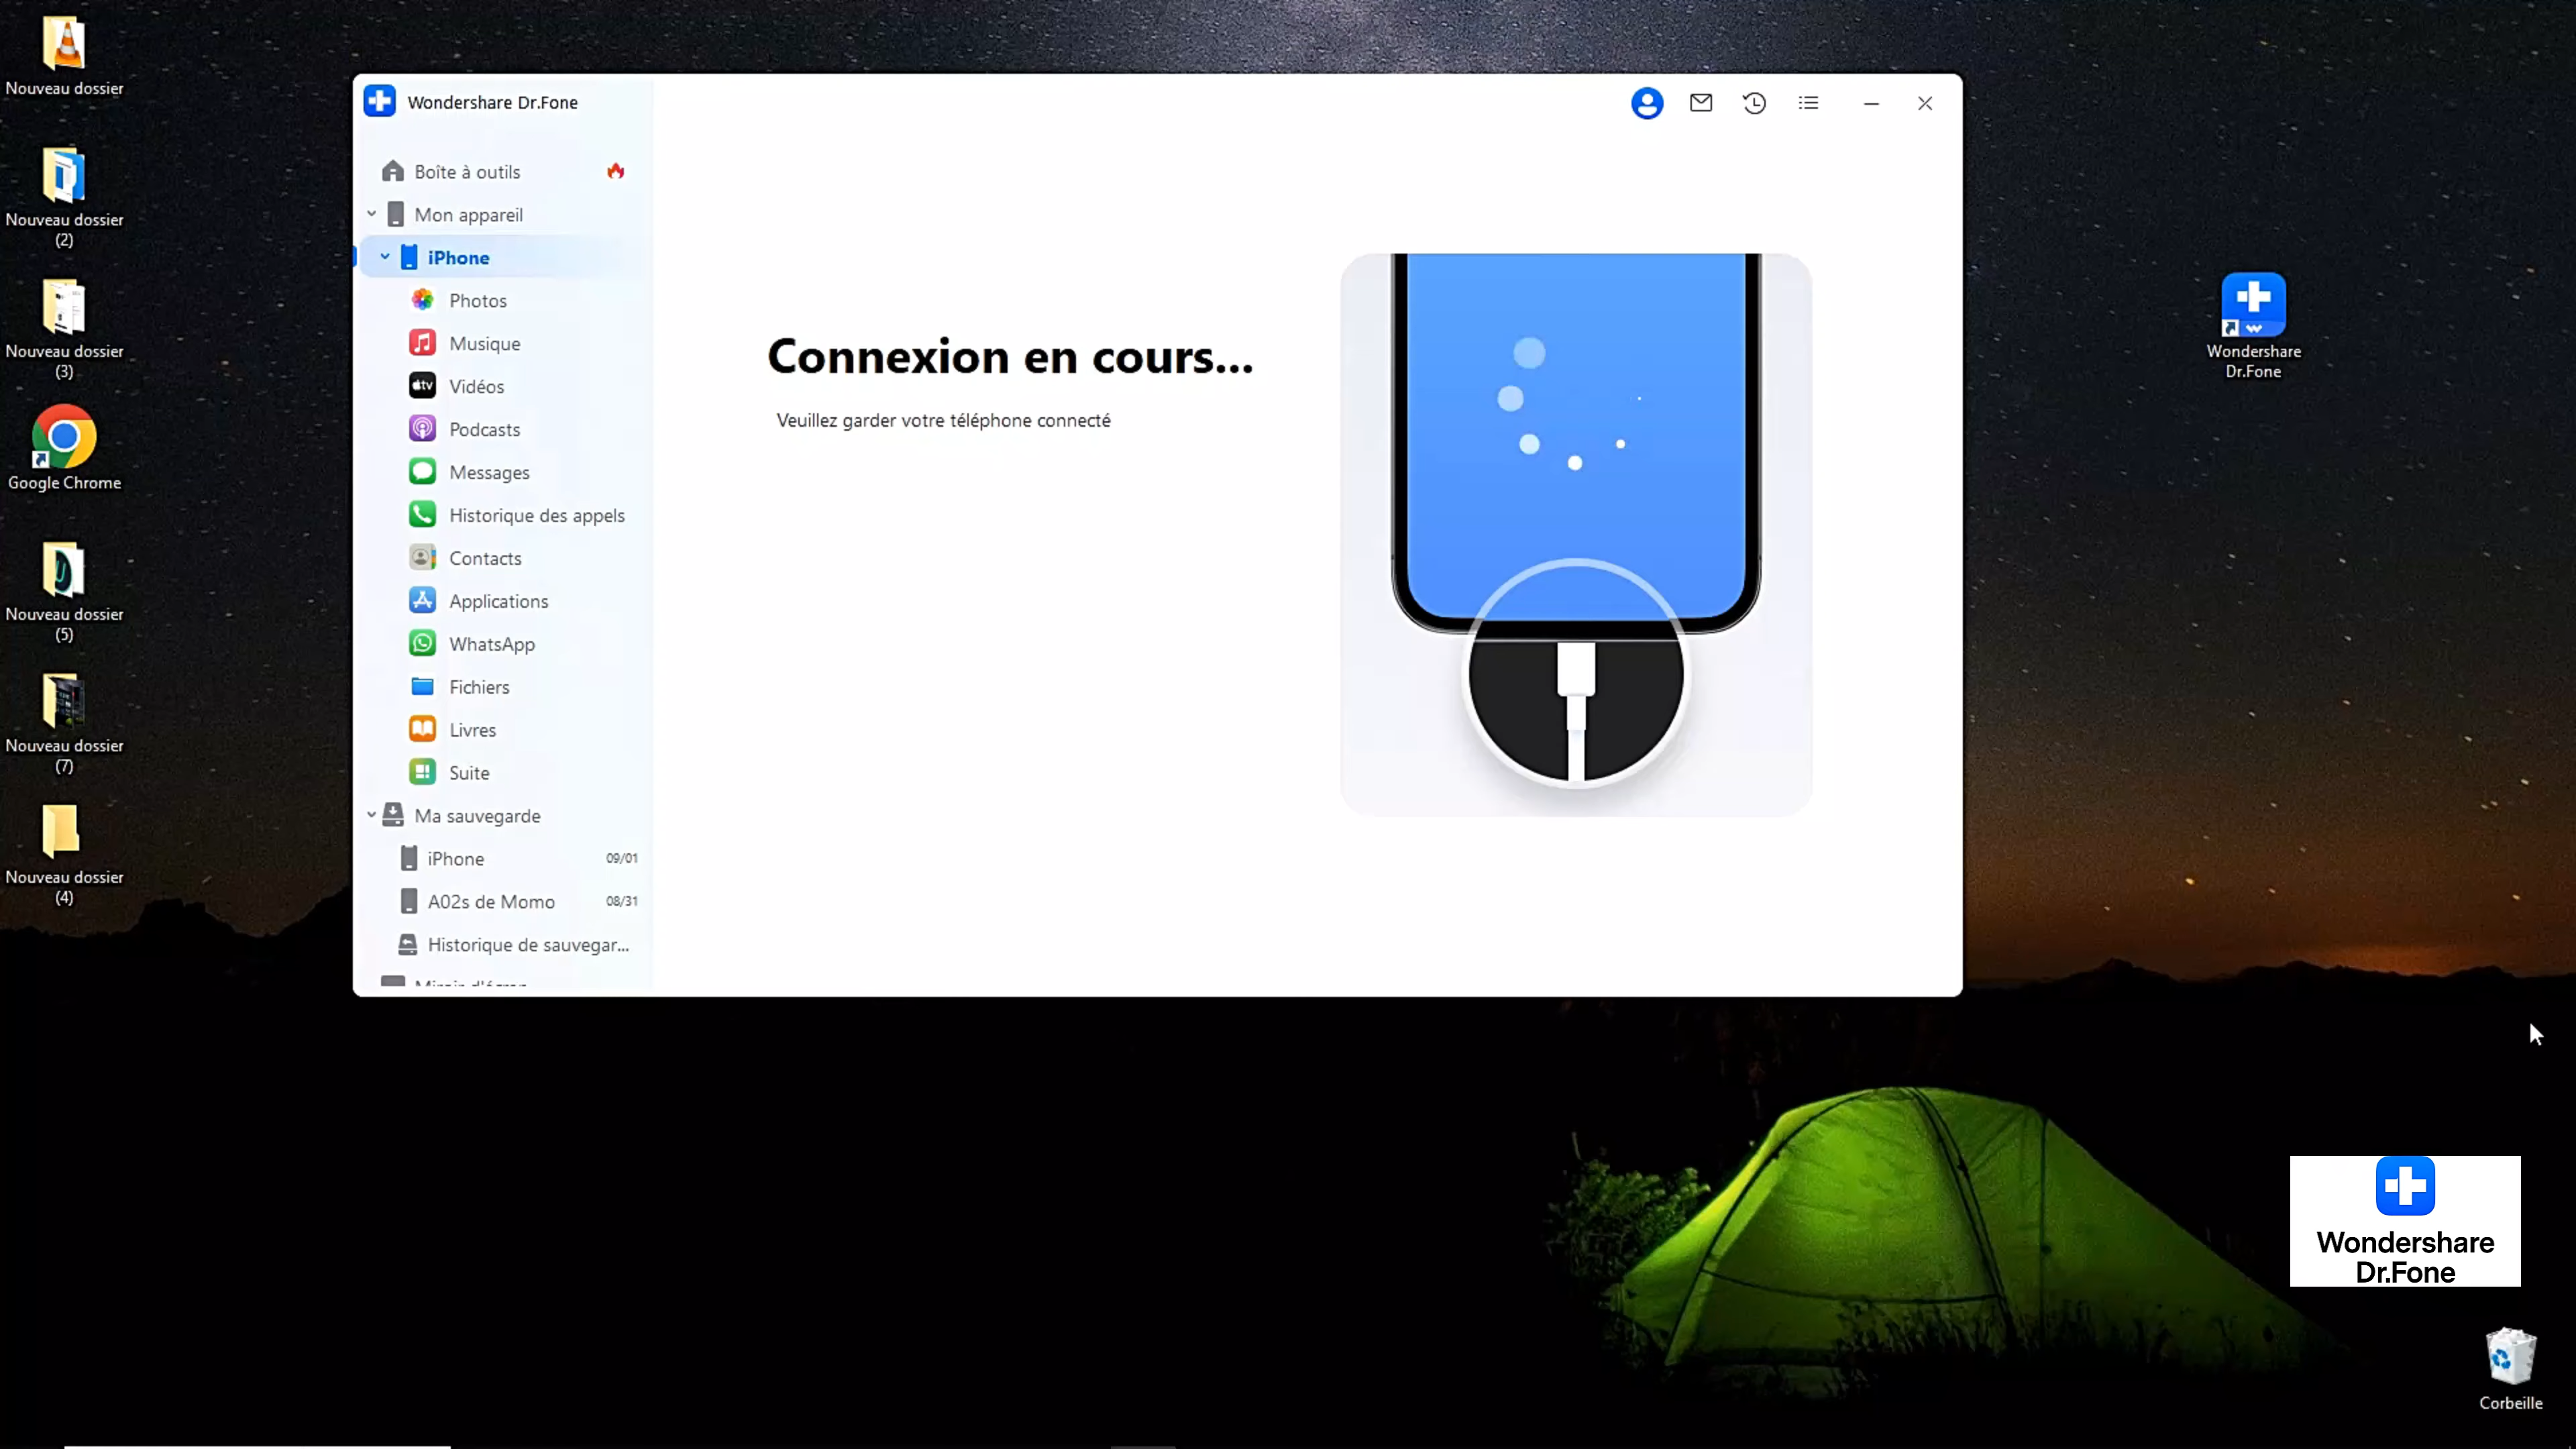 Nouveau dossier
Nouveau dossier
(2)
Nouveau dossier
(3)
Google Chrome
Nouveau dossier
(5)
Nouveau dossier
(7)
Nouveau dossier
(4)
Wondershare Dr.Fone
Boîte à outils
Mon appareil
iPhone
Photos
Musique
tv
Vidéos
Podcasts
Messages
Historique des appels
Contacts
Applications
WhatsApp
Fichiers
Livres
Suite
Ma sauvegarde
iPhone 09/01
A02s de Momo 08/31
Historique de sauvegar...
Miroir d'écran
Connexion en cours...
Veuillez garder votre téléphone connecté
Wondershare
Dr.Fone
Wondershare
Dr.Fone
Corbeille